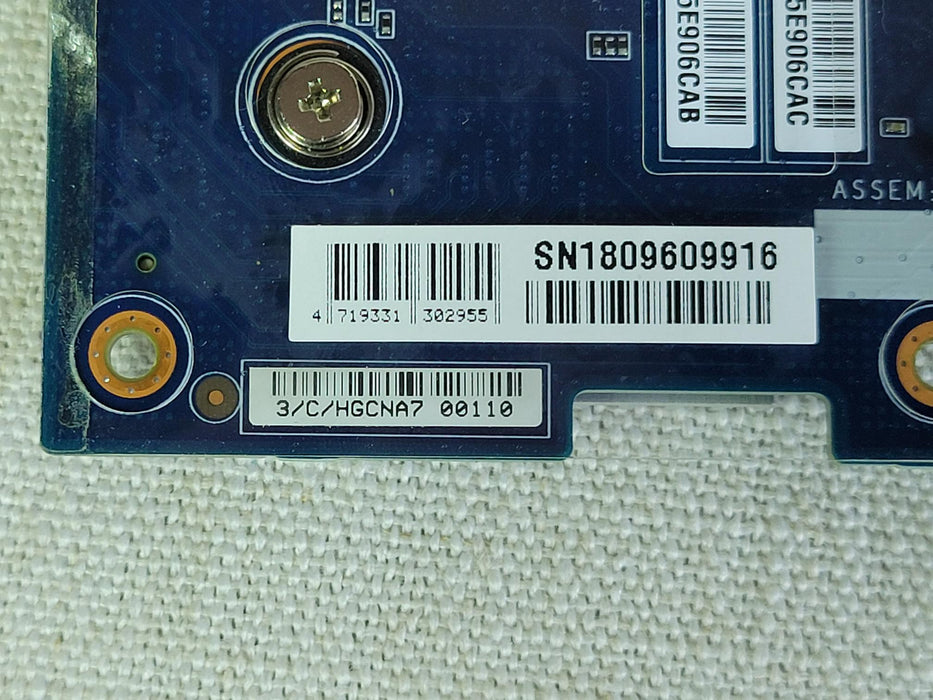 5E906CAB
5E906CAC
ASSEM
SN1809609916
4 719331 302955
3/C/HGCNA7 00110